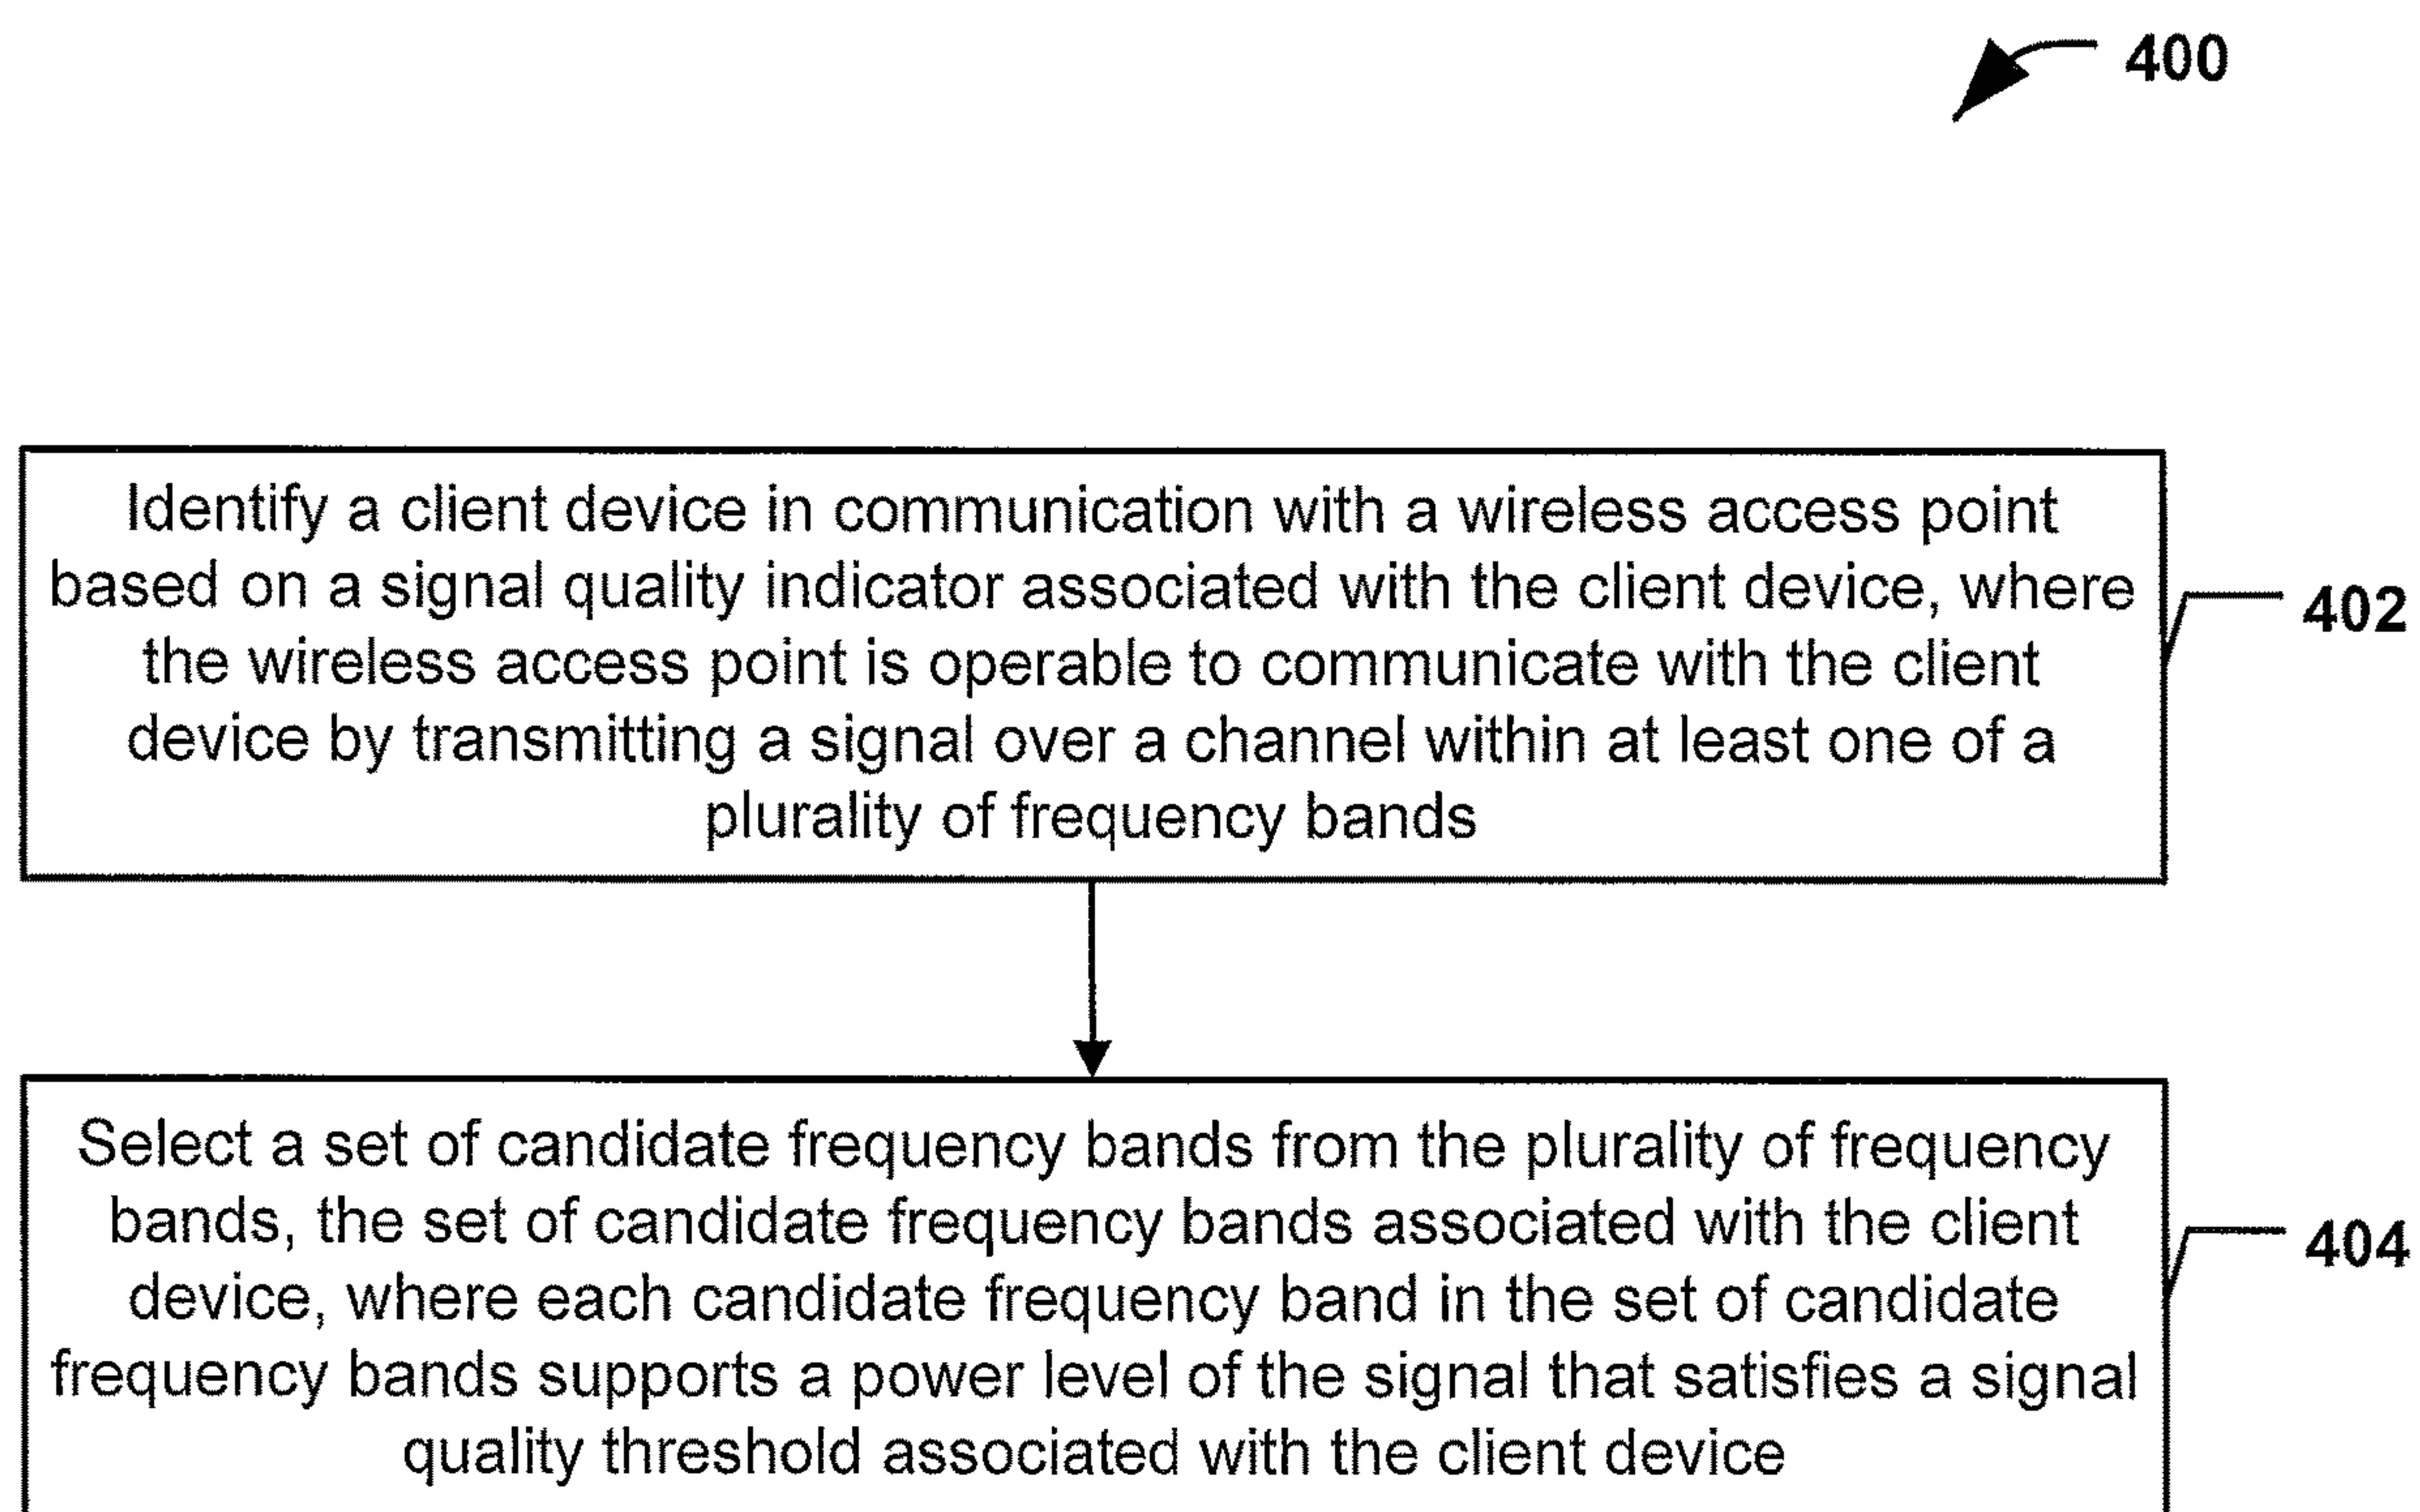 400
Identify a client device in communication with a wireless access point
based on a signal quality indicator associated with the client device, where
the wireless access point is operable to communicate with the client
device by transmitting a signal over a channel within at least one of a
plurality of frequency bands
402
Select a set of candidate frequency bands from the plurality of frequency
bands, the set of candidate frequency bands associated with the client
device, where each candidate frequency band in the set of candidate
frequency bands supports a power level of the signal that satisfies a signal
quality threshold associated with the client device
404